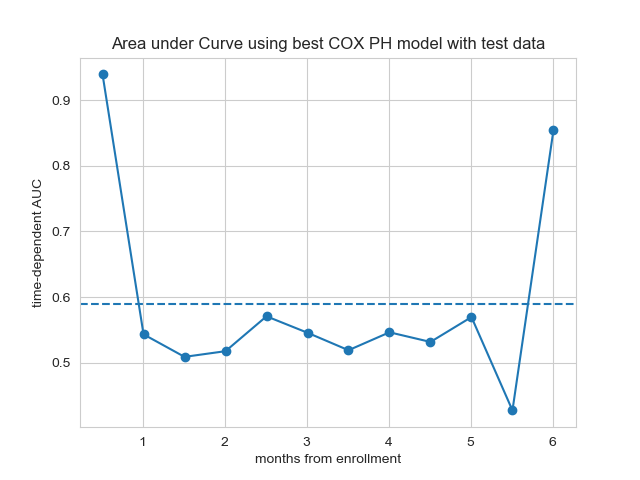 Area under Curve using best COX PH model with test data
time-dependent AUC
0.9
0.8
0.7
0.6
0.5
1 2 3 4 5 6
months from enrollment